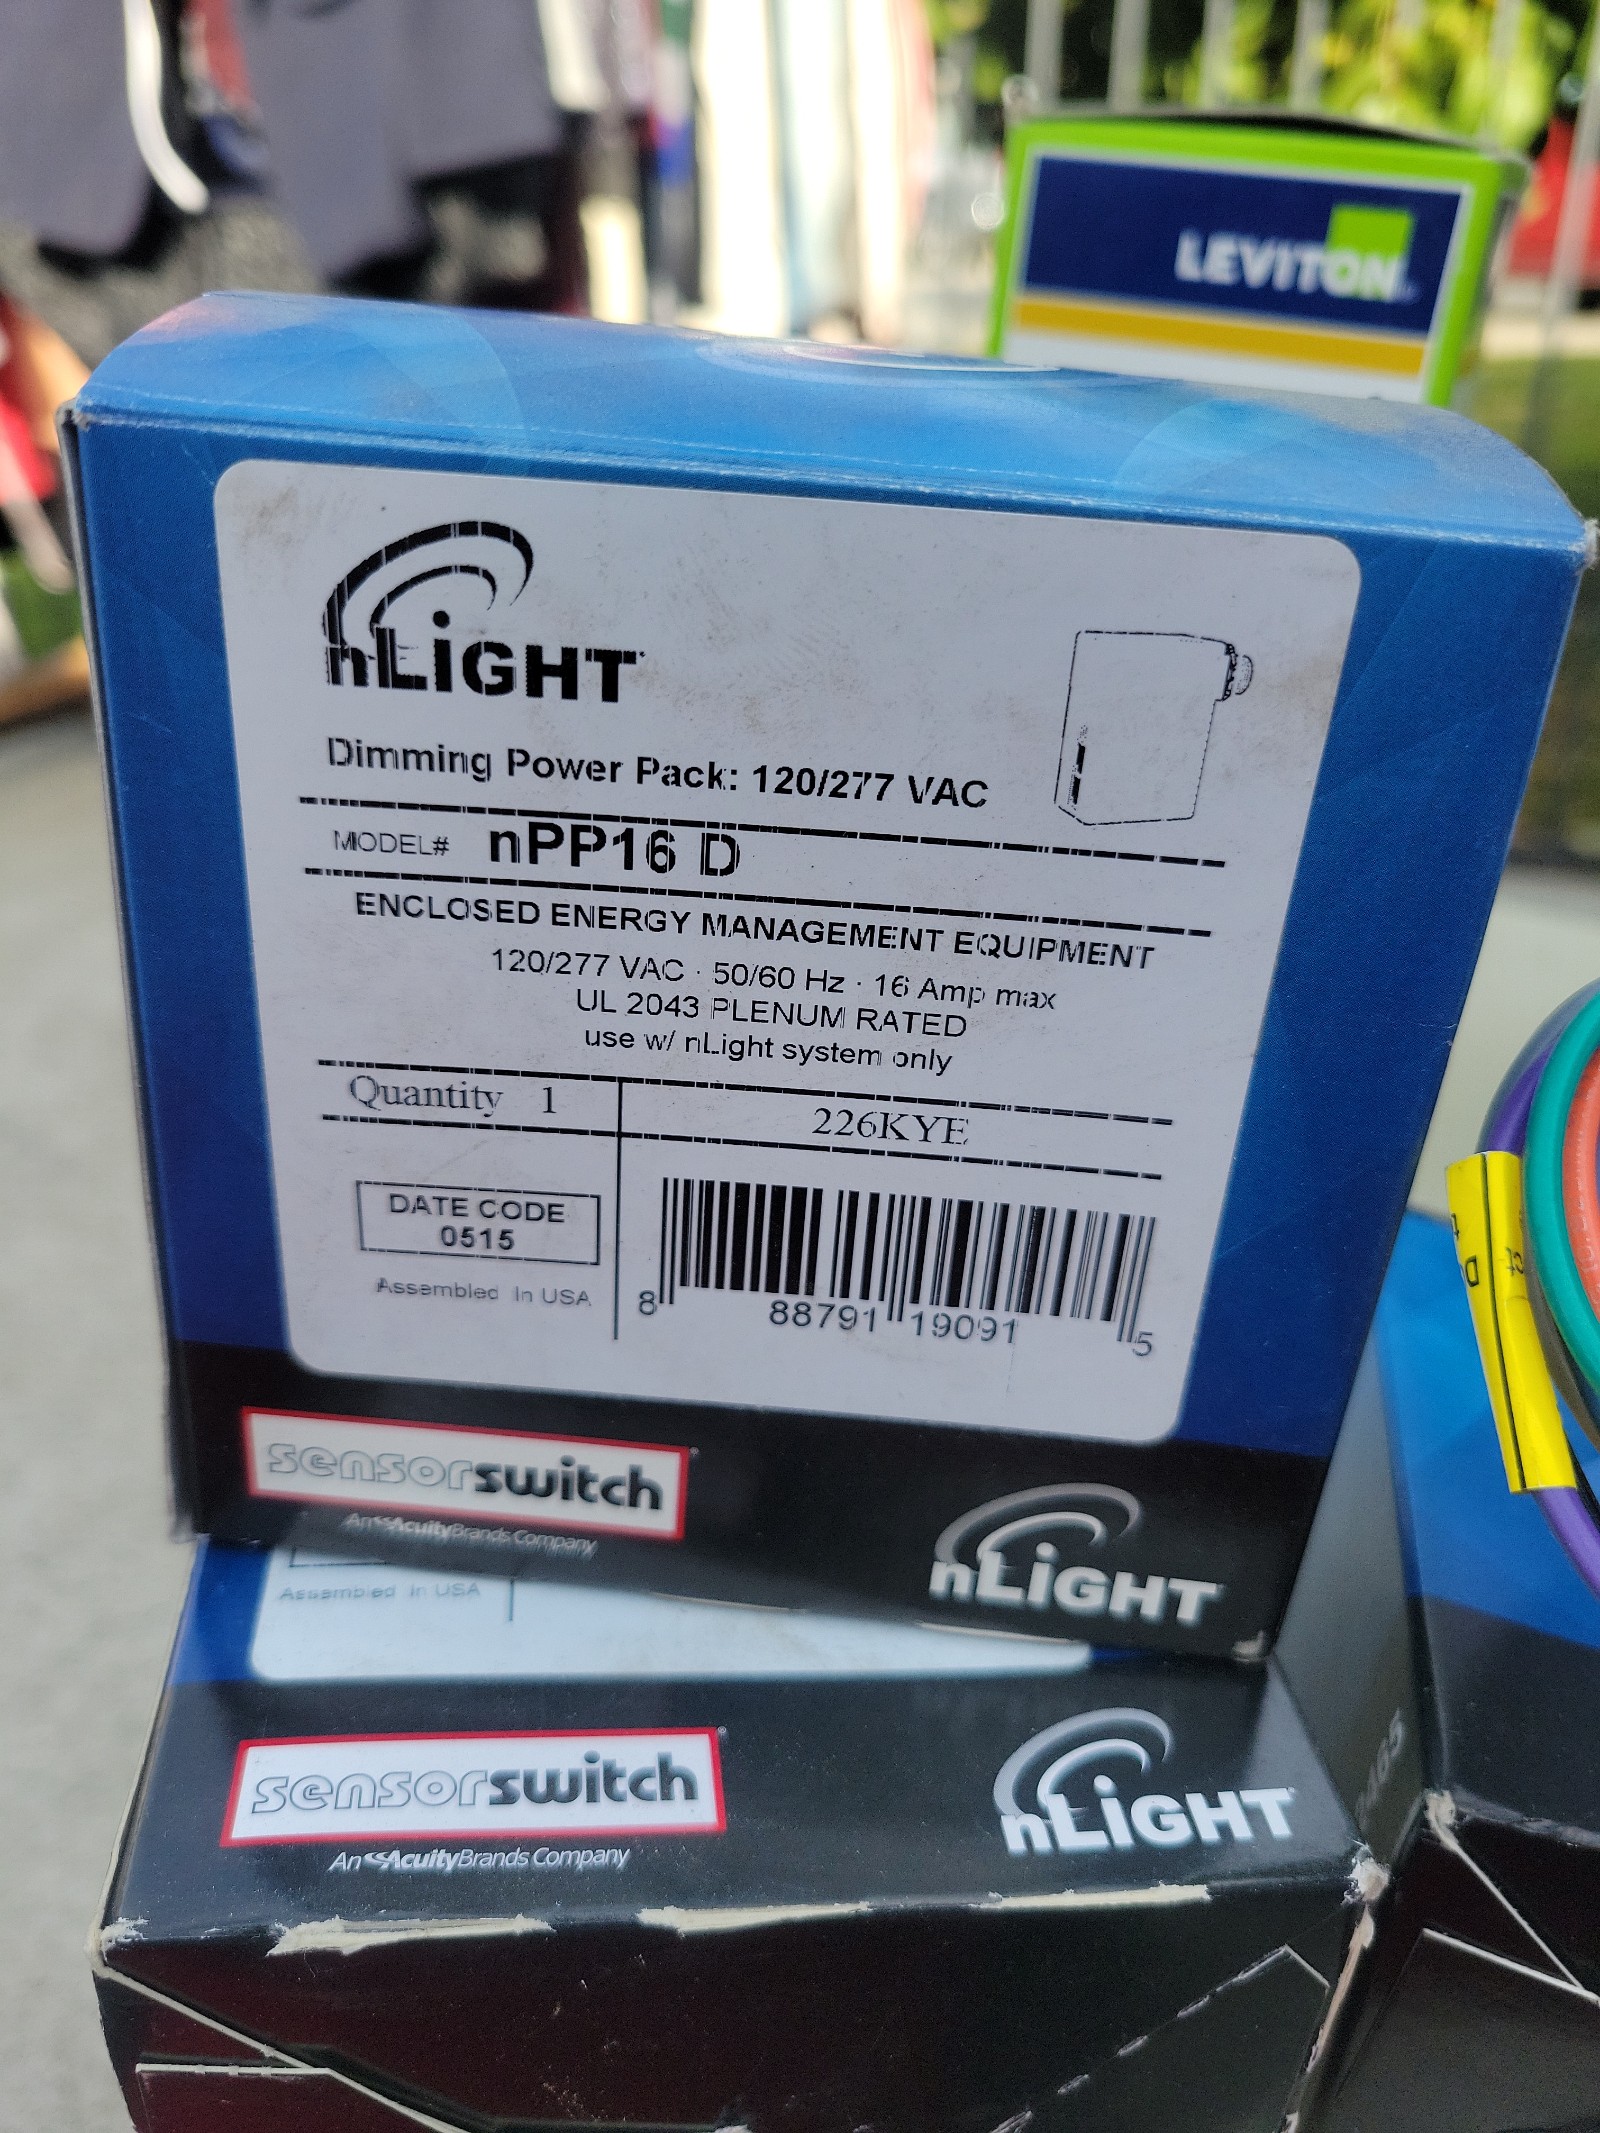 LEVITON
nLiGHT
Dimming Power Pack: 120/277 VAC
MODEL# nPP16 D
ENCLOSED ENERGY MANAGEMENT EQUIPMENT
120/277 VAC · 50/60 Hz · 16 Amp max
UL 2043 PLENUM RATED
use w/ nLight system only
Quantity 1
226KYE
DATE CODE
0515
Assembled In USA
8 88791 19091 5
sensorswitch
An AcuityBrands Company
nLiGHT
Assembled In USA
sensorswitch
An AcuityBrands Company
nLiGHT